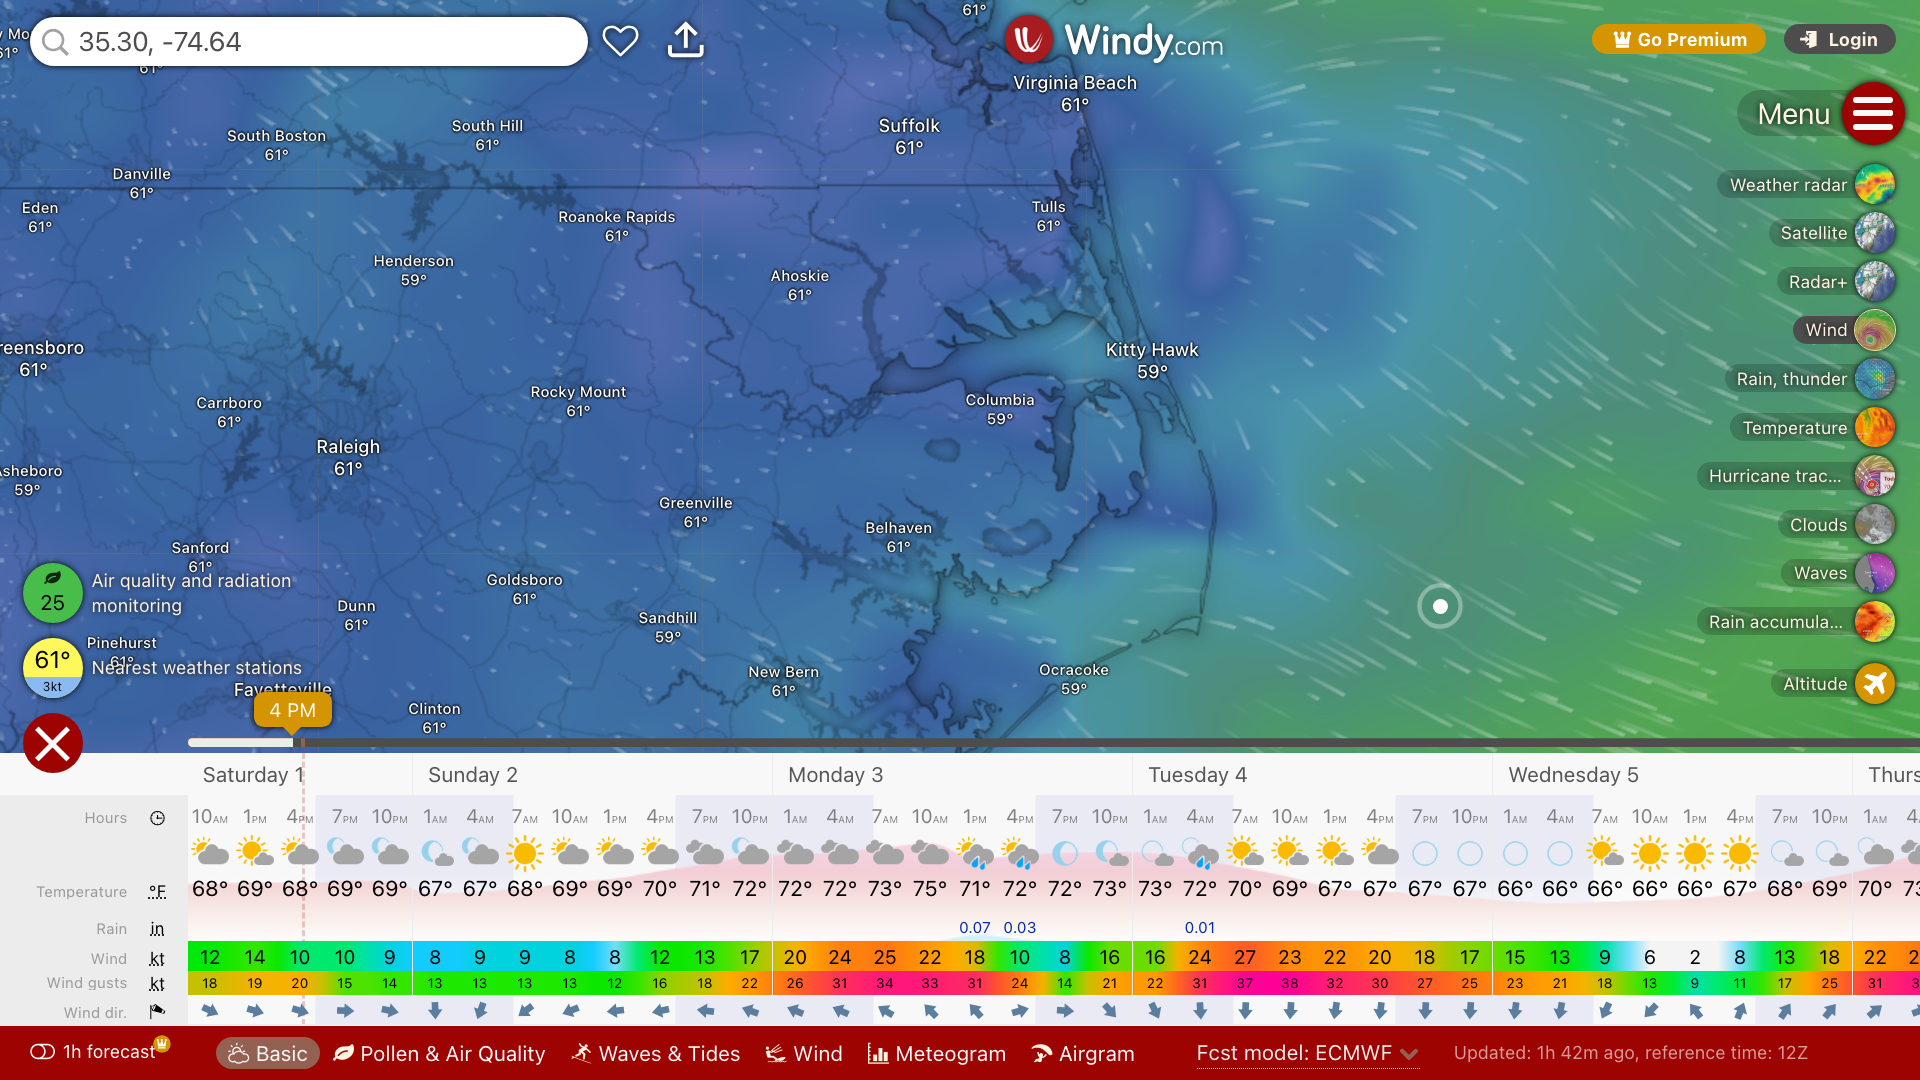 61°
y Mo
61°
35.30, -74.64
Windy.com
Go Premium
Login
61°
Virginia Beach
61°
Menu
South Boston
61°
South Hill
61°
Suffolk
61°
Danville
61°
Weather radar
Eden
61°
Roanoke Rapids
61°
Tulls
61°
Satellite
Henderson
59°
Ahoskie
61°
Radar+
Wind
reensboro
61°
Kitty Hawk
59°
Rain, thunder
Carrboro
61°
Rocky Mount
61°
Columbia
59°
Temperature
Raleigh
61°
Asheboro
59°
Hurricane trac...
Greenville
61°
Belhaven
61°
Clouds
Sanford
61°
Goldsboro
61°
Waves
25
Air quality and radiation
monitoring
Dunn
61°
Sandhill
59°
Rain accumula...
Pinehurst
61°
61°
3kt
Nearest weather stations
New Bern
61°
Ocracoke
59°
Altitude
Fayetteville
4 PM
Clinton
61°
Saturday 1 Sunday 2 Monday 3 Tuesday 4 Wednesday 5 Thurs
Hours 10AM 1PM 4PM 7PM 10PM 1AM 4AM 7AM 10AM 1PM 4PM 7PM 10PM 1AM 4AM 7AM 10AM 1PM 4PM 7PM 10PM 1AM 4AM 7AM 10AM 1PM 4PM 7PM 10PM 1AM 4AM 7AM 10AM 1PM 4PM 7PM 10PM 1AM 4
Temperature °F 68° 69° 68° 69° 69° 67° 67° 68° 69° 69° 70° 71° 72° 72° 72° 73° 75° 71° 72° 72° 73° 73° 72° 70° 69° 67° 67° 67° 67° 66° 66° 66° 66° 66° 67° 68° 69° 70° 73
Rain in 0.07 0.03 0.01
Wind kt 12 14 10 10 9 8 9 9 8 8 12 13 17 20 24 25 22 18 10 8 16 16 24 27 23 22 20 18 17 15 13 9 6 2 8 13 18 22 2
Wind gusts kt 18 19 20 15 14 13 13 13 13 12 16 18 22 26 31 34 33 31 24 14 21 22 31 37 38 32 30 27 25 23 21 18 13 9 11 17 25 31 3
Wind dir.
1h forecast Basic Pollen & Air Quality Waves & Tides Wind Meteogram Airgram Fcst model: ECMWF Updated: 1h 42m ago, reference time: 12Z